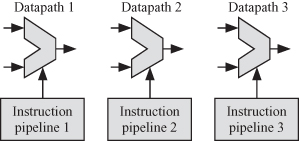 Datapath 1
Datapath 2
Datapath 3
Instruction
pipeline 1
Instruction
pipeline 2
Instruction
pipeline 3